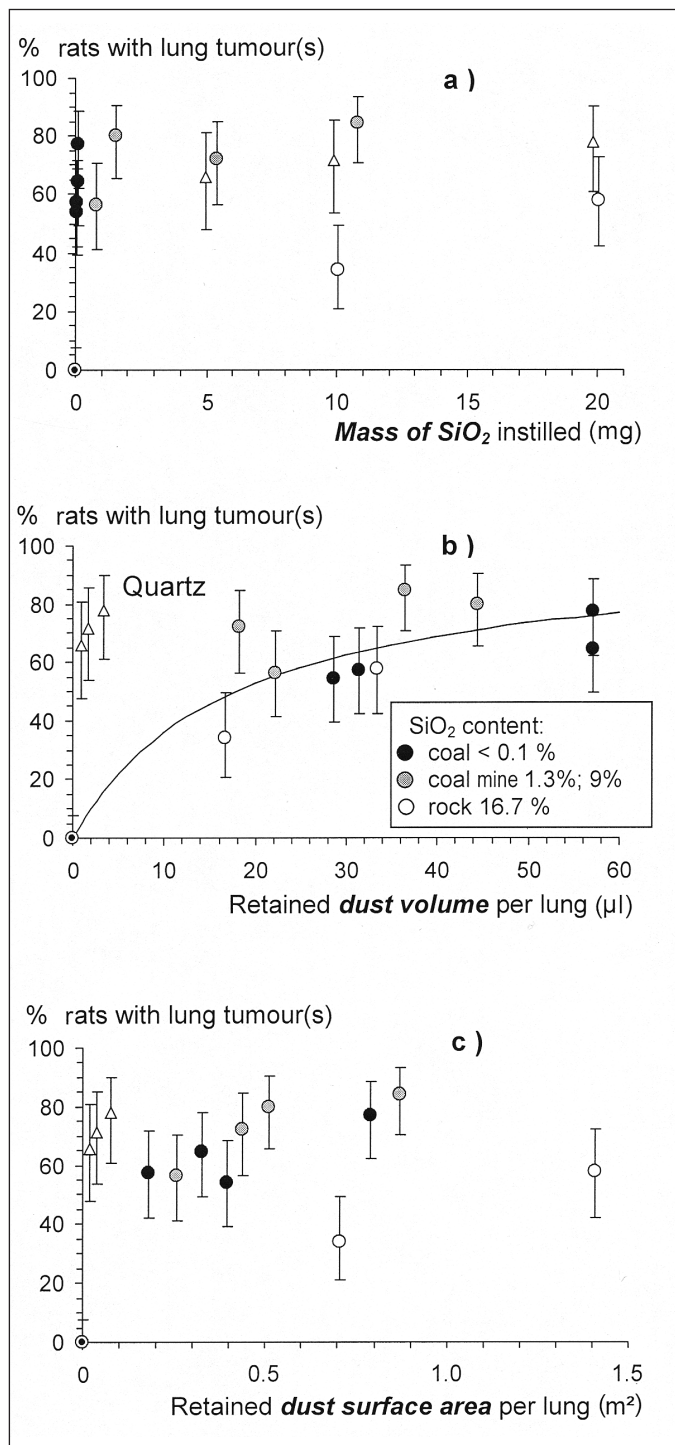 % rats with lung tumour(s)
a )
100
80
60
40
20
0
0 5 10 15 20
Mass of SiO₂ instilled (mg)
% rats with lung tumour(s)
b )
100
Quartz
80
60
40
20
0
SiO₂ content:
coal < 0.1 %
coal mine 1.3%; 9%
rock 16.7 %
0 10 20 30 40 50 60
Retained dust volume per lung (µl)
% rats with lung tumour(s)
c )
100
80
60
40
20
0
0 0.5 1.0 1.5
Retained dust surface area per lung (m²)